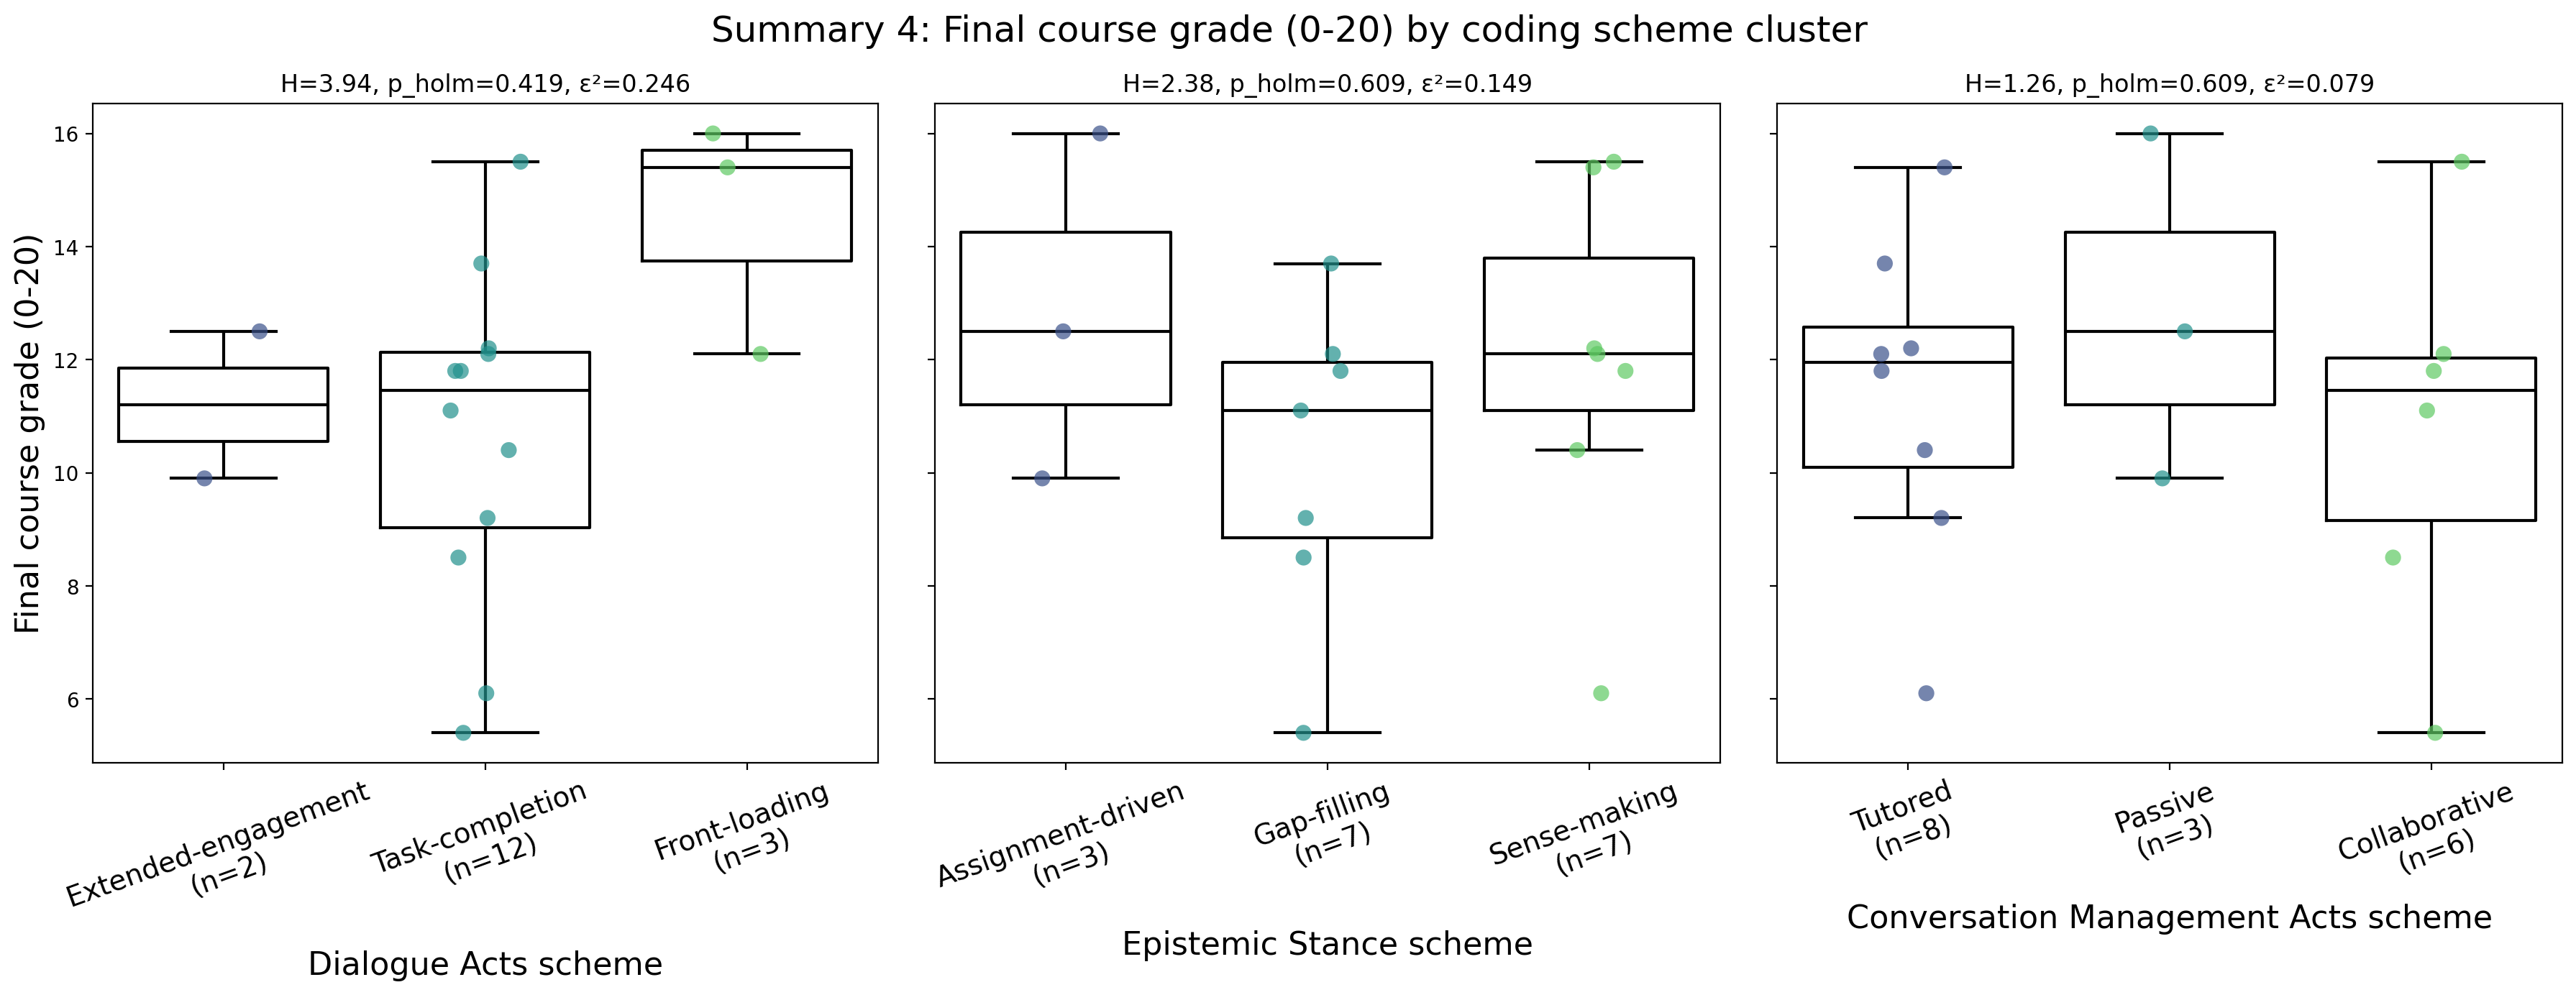 Summary 4: Final course grade (0-20) by coding scheme cluster
H=3.94, p_holm=0.419, ε²=0.246
H=2.38, p_holm=0.609, ε²=0.149
H=1.26, p_holm=0.609, ε²=0.079
Final course grade (0-20)
16
14
12
10
8
6
Extended-engagement
(n=2)
Task-completion
(n=12)
Front-loading
(n=3)
Dialogue Acts scheme
Assignment-driven
(n=3)
Gap-filling
(n=7)
Sense-making
(n=7)
Epistemic Stance scheme
Tutored
(n=8)
Passive
(n=3)
Collaborative
(n=6)
Conversation Management Acts scheme